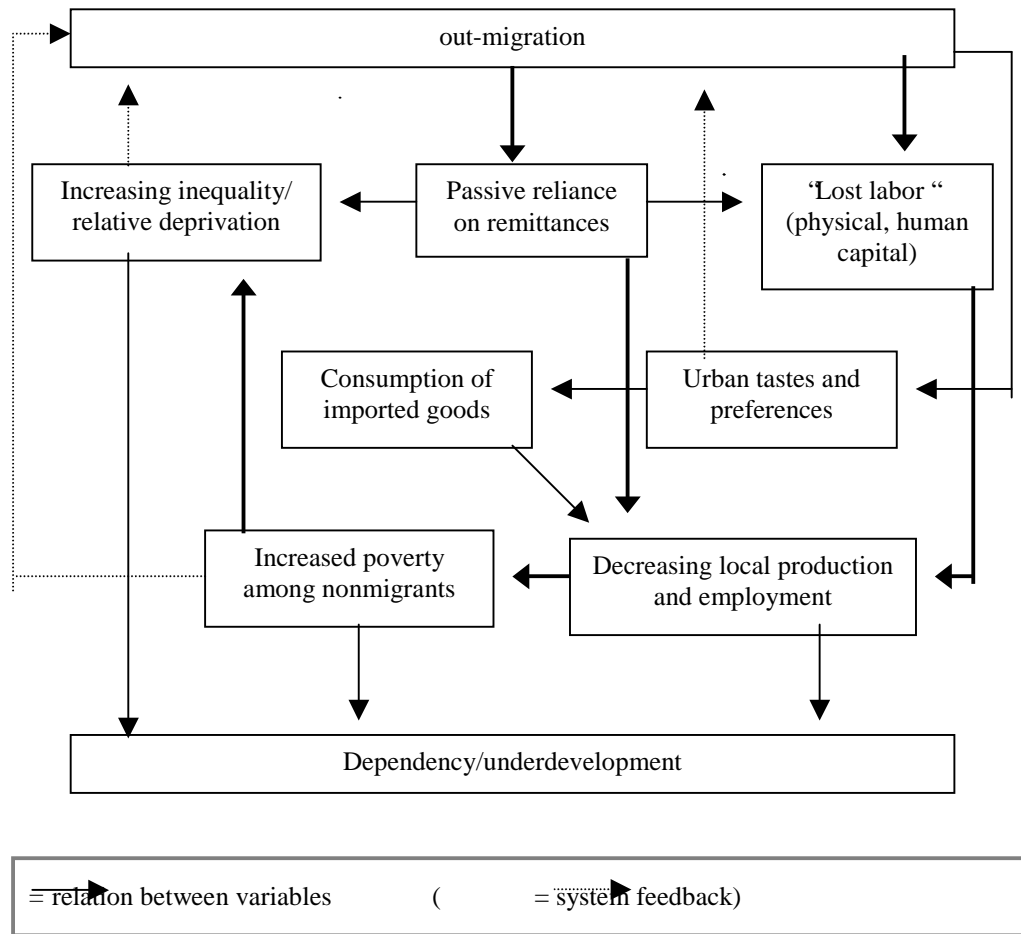 out-migration
Increasing inequality/
relative deprivation
Passive reliance
on remittances
“Lost labor “
(physical, human
capital)
Consumption of
imported goods
Urban tastes and
preferences
Increased poverty
among nonmigrants
Decreasing local production
and employment
Dependency/underdevelopment
= relation between variables ( = system feedback)